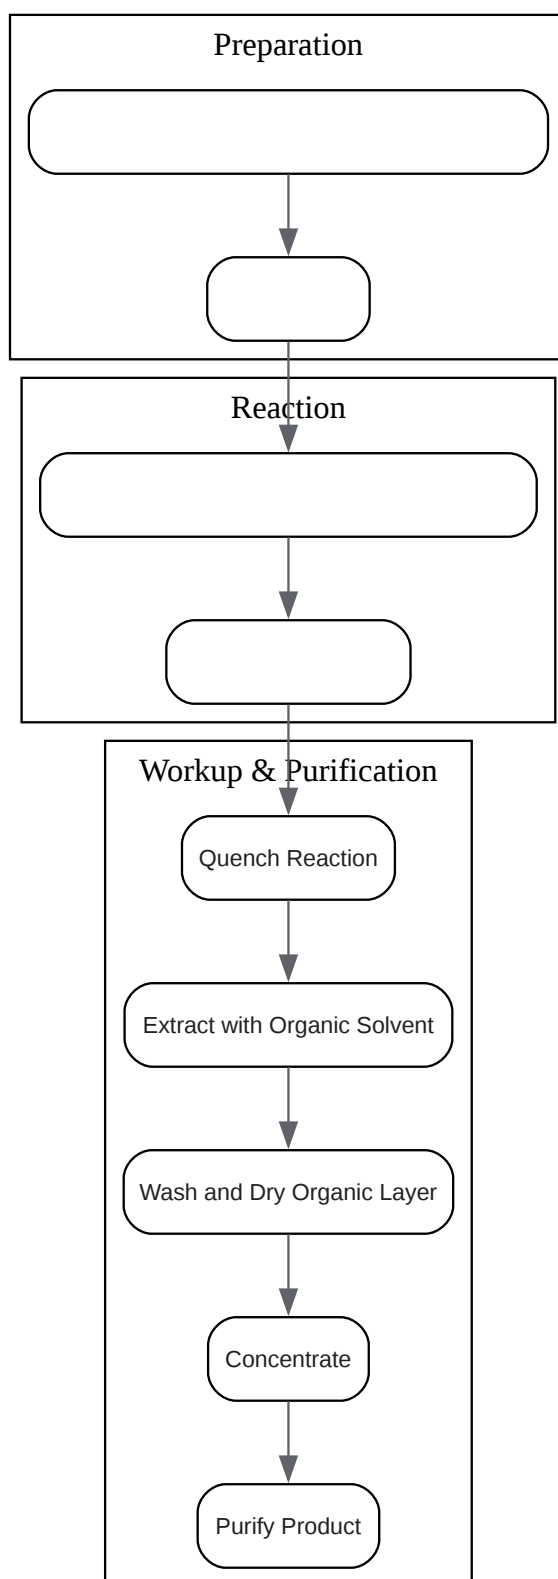 Preparation
Reaction
Workup & Purification
Quench Reaction
Extract with Organic Solvent
Wash and Dry Organic Layer
Concentrate
Purify Product